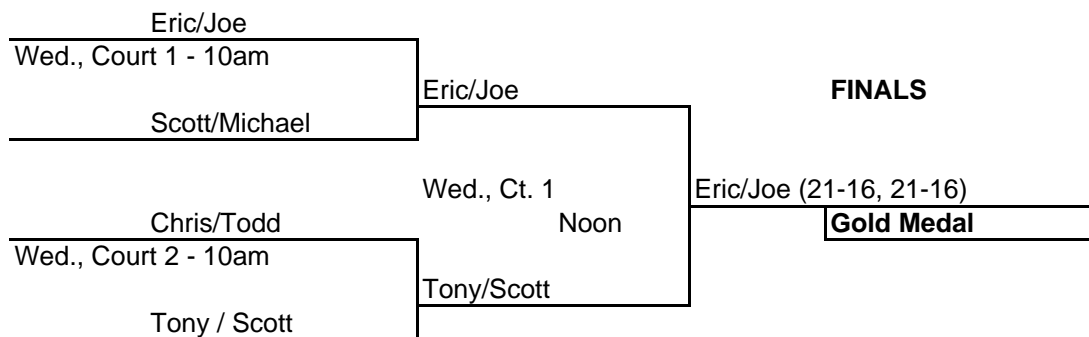 Eric/Joe
Wed., Court 1 - 10am
Eric/Joe
FINALS
Scott/Michael
Wed., Ct. 1
Eric/Joe (21-16, 21-16)
Chris/Todd
Noon
Gold Medal
Wed., Court 2 - 10am
Tony/Scott
Tony / Scott